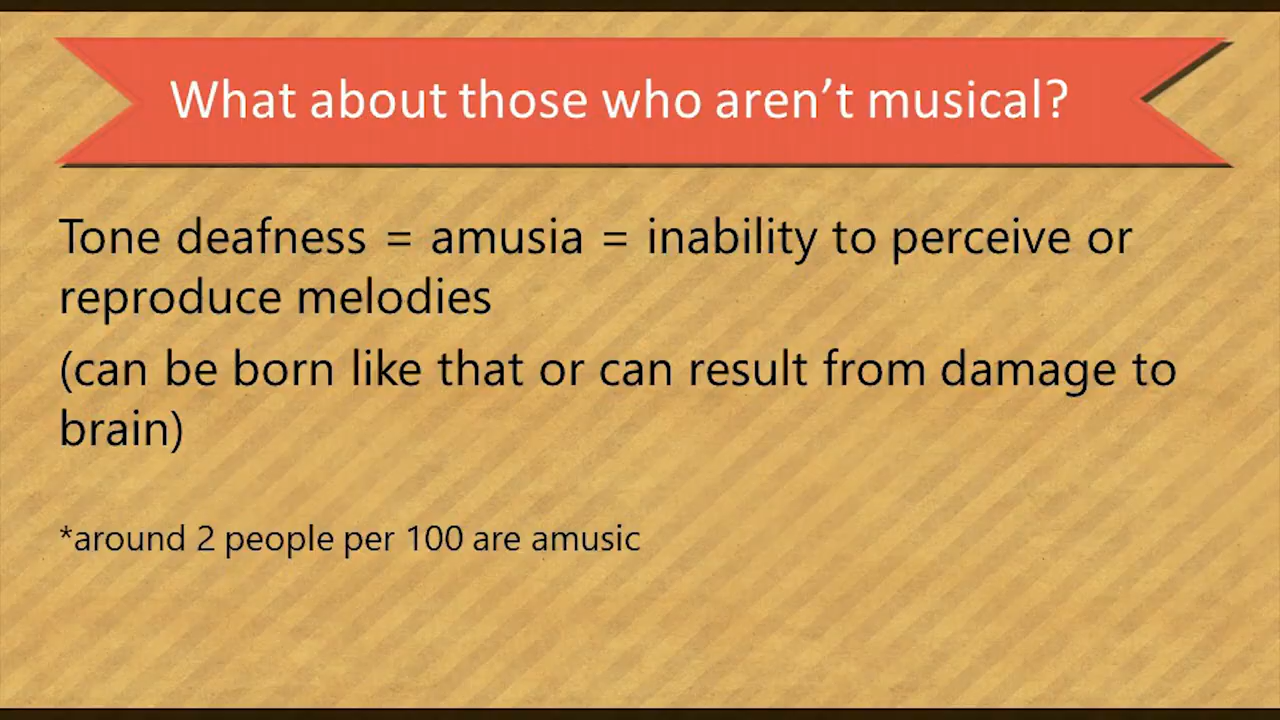 What about those who aren’t musical?
Tone deafness = amusia = inability to perceive or
reproduce melodies
(can be born like that or can result from damage to
brain)
*around 2 people per 100 are amusic